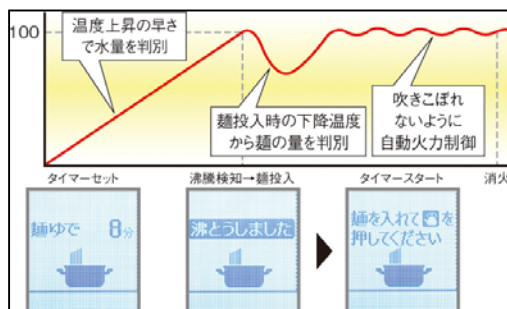 100
温度上昇の早さ
で水量を判別
麺投入時の下降温度
から麺の量を判別
吹きこぼれ
ないように
自動火力制御
タイマーセット
沸騰検知→麺投入
タイマースタート
消火
麺ゆで 8分
沸とうしました
麺を入れてを
押してください